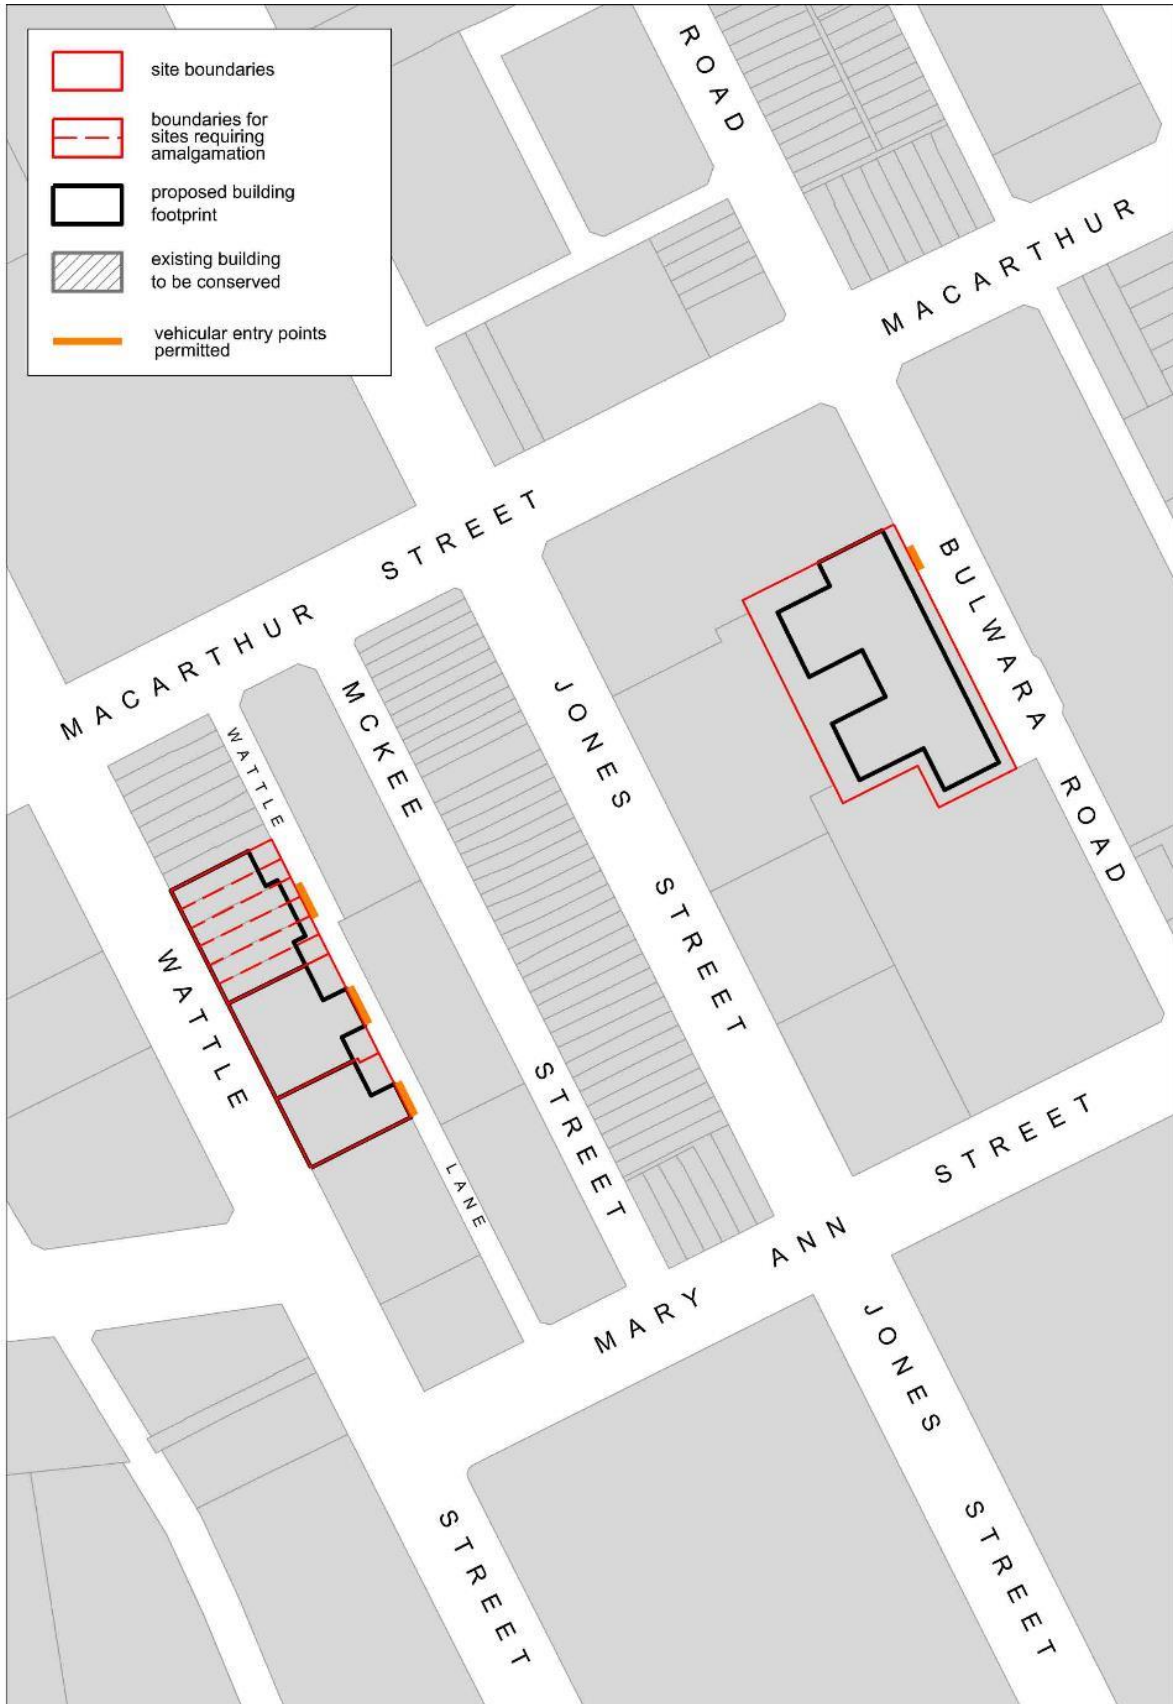 site boundaries
boundaries for
sites requiring
amalgamation
proposed building
footprint
existing building
to be conserved
vehicular entry points
permitted
ROAD
MACARTHUR
MACARTHUR STREET
BULWARA ROAD
WATTLE LANE
MCKEE STREET
JONES STREET
WATTLE STREET
MARY ANN STREET
JONES STREET